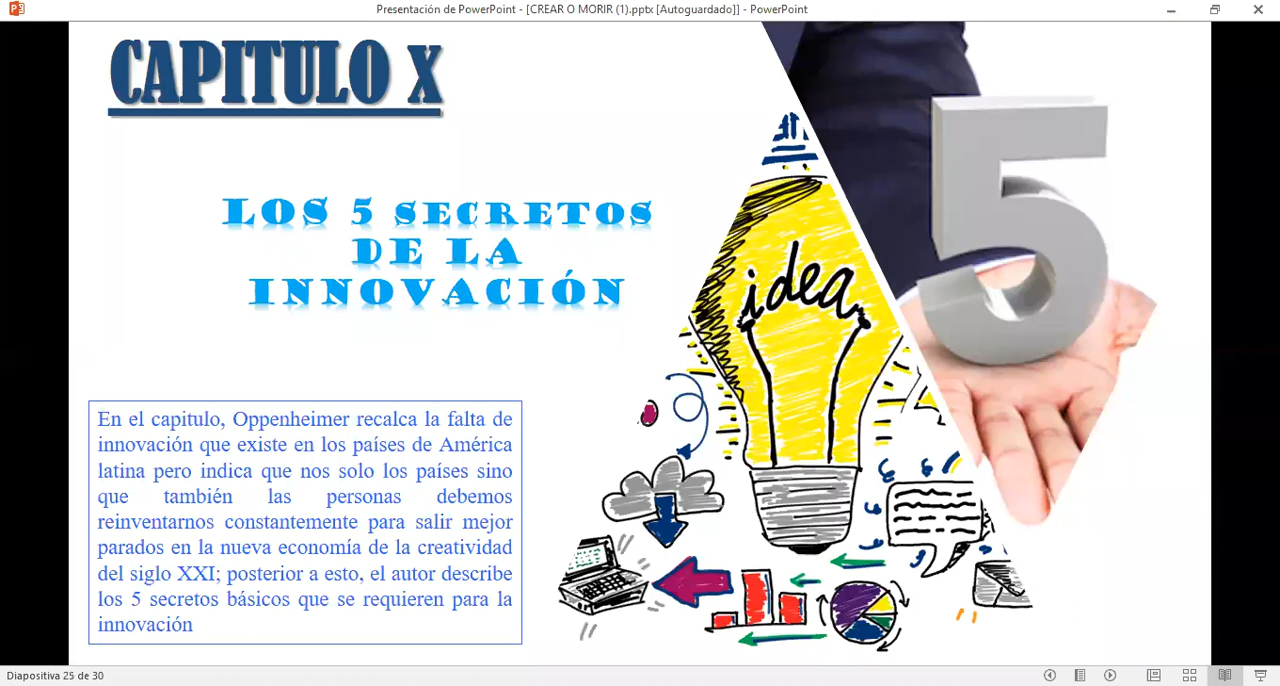 Presentación de PowerPoint - [CREAR O MORIR (1).pptx [Autoguardado]] - PowerPoint
CAPITULO X
LOS 5 SECRETOS
DE LA
INNOVACIÓN
idea
5
En el capitulo, Oppenheimer recalca la falta de
innovación que existe en los países de América
latina pero indica que nos solo los países sino
que también las personas debemos
reinventarnos constantemente para salir mejor
parados en la nueva economía de la creatividad
del siglo XXI; posterior a esto, el autor describe
los 5 secretos básicos que se requieren para la
innovación
Diapositiva 25 de 30